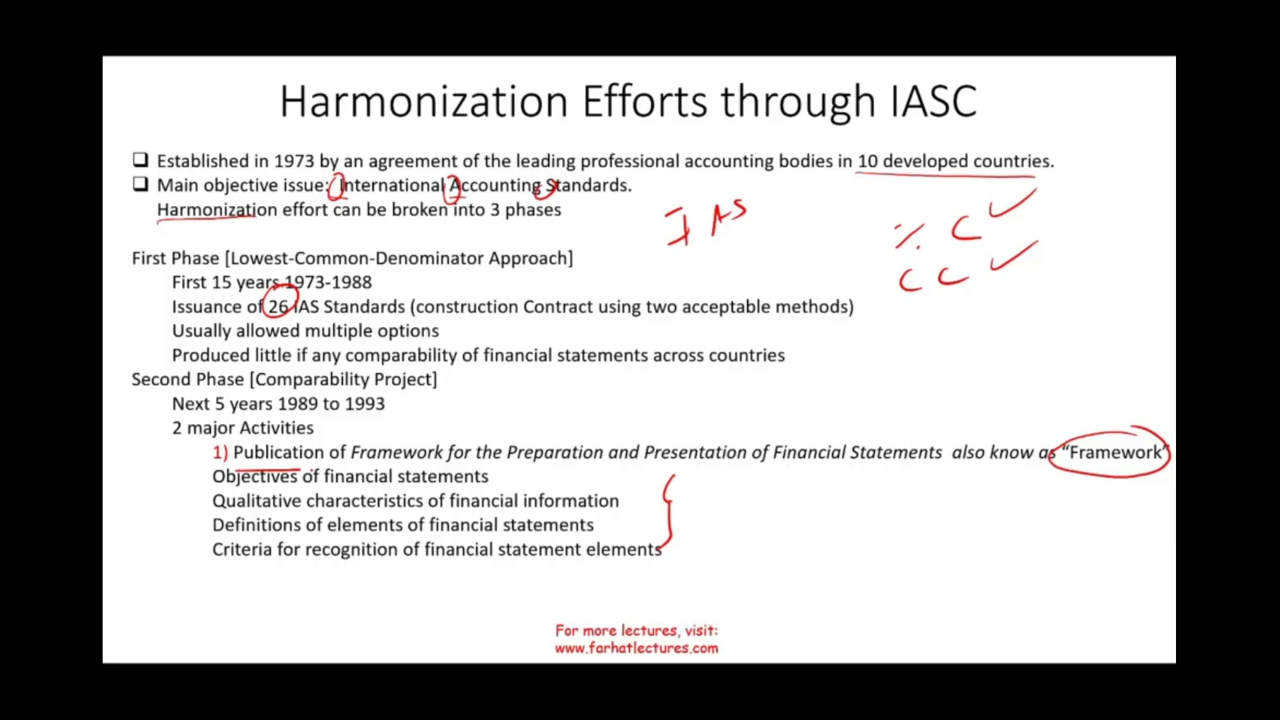 Harmonization Efforts through IASC
Established in 1973 by an agreement of the leading professional accounting bodies in 10 developed countries.
Main objective issue: International Accounting Standards.
Harmonization effort can be broken into 3 phases
I AS
% C
C C
First Phase [Lowest-Common-Denominator Approach]
First 15 years 1973-1988
Issuance of 26 IAS Standards (construction Contract using two acceptable methods)
Usually allowed multiple options
Produced little if any comparability of financial statements across countries
Second Phase [Comparability Project]
Next 5 years 1989 to 1993
2 major Activities
1) Publication of Framework for the Preparation and Presentation of Financial Statements also know as “Framework”
Objectives of financial statements
Qualitative characteristics of financial information
Definitions of elements of financial statements
Criteria for recognition of financial statement elements
For more lectures, visit:
www.farhatlectures.com